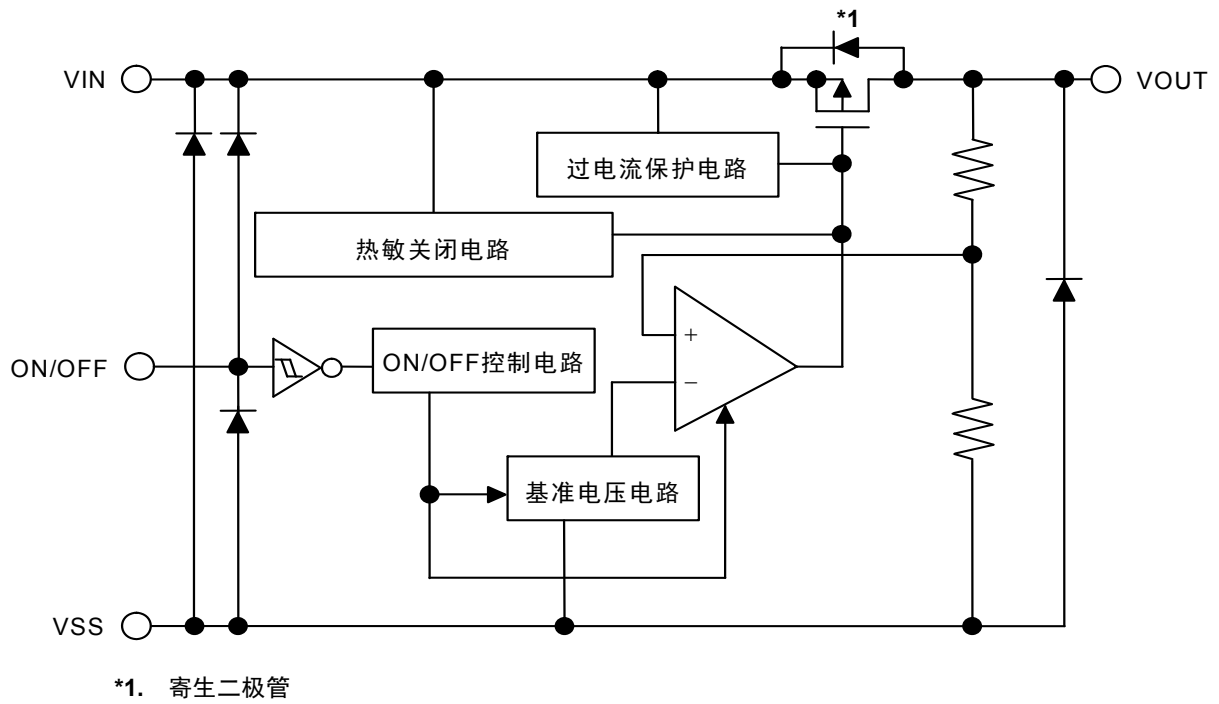 *1
VIN
VOUT
过电流保护电路
热敏关闭电路
+
ON/OFF
ON/OFF控制电路
−
基准电压电路
VSS
*1. 寄生二极管